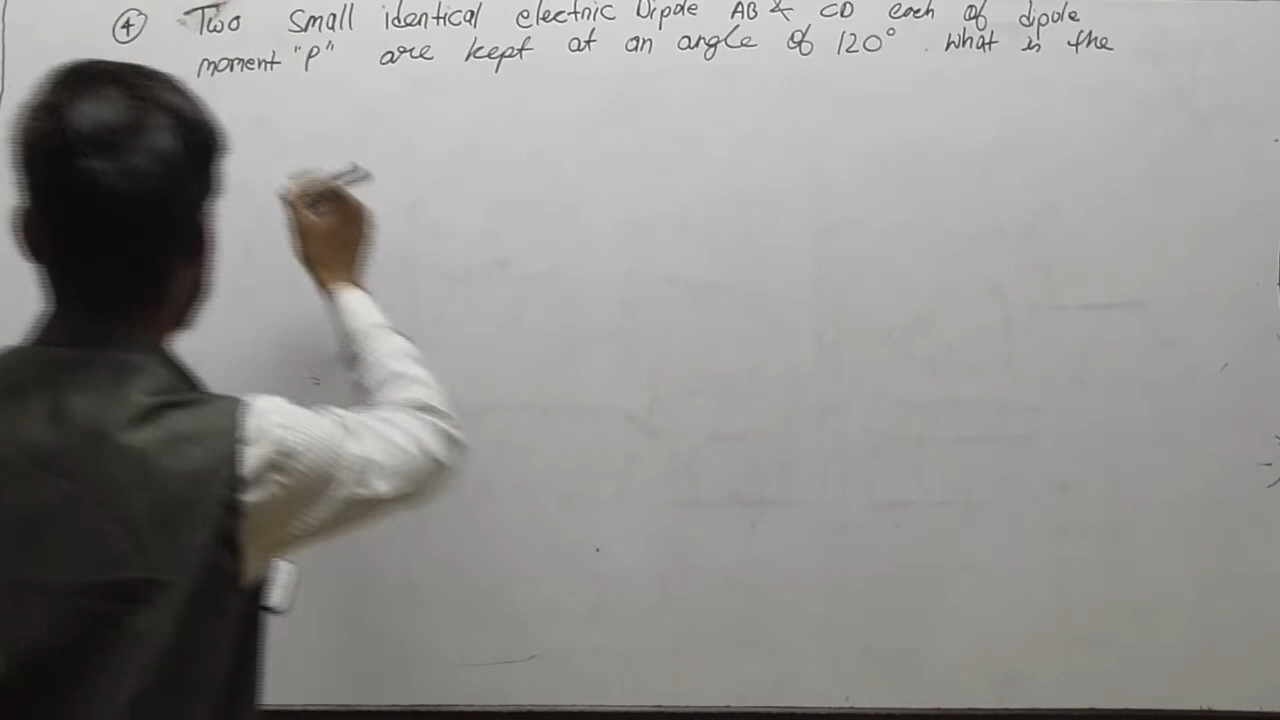 ④ Two Small identical electric Dipole AB & CD each of dipole
moment "P" are kept at an angle of 120°. What is the